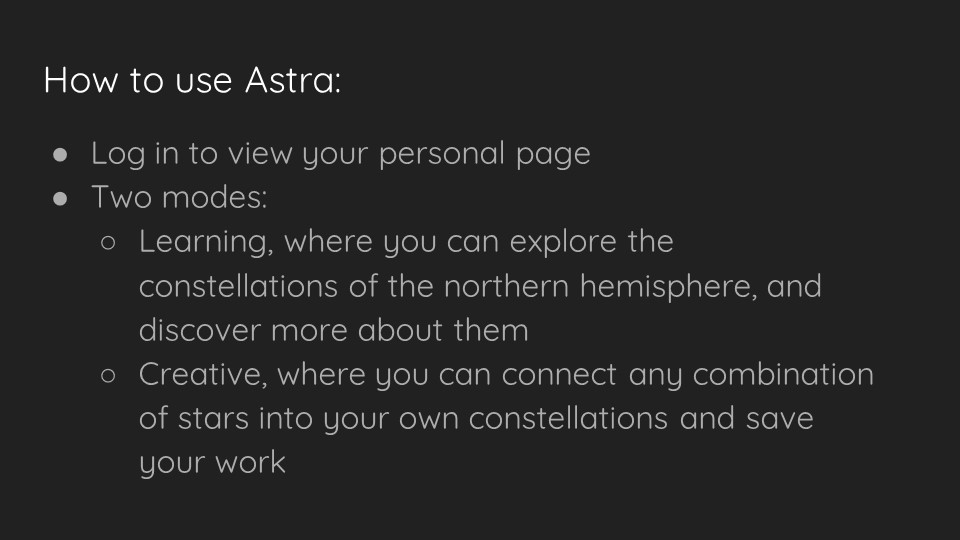 How to use Astra:
● Log in to view your personal page
● Two modes:
○ Learning, where you can explore the
constellations of the northern hemisphere, and
discover more about them
○ Creative, where you can connect any combination
of stars into your own constellations and save
your work